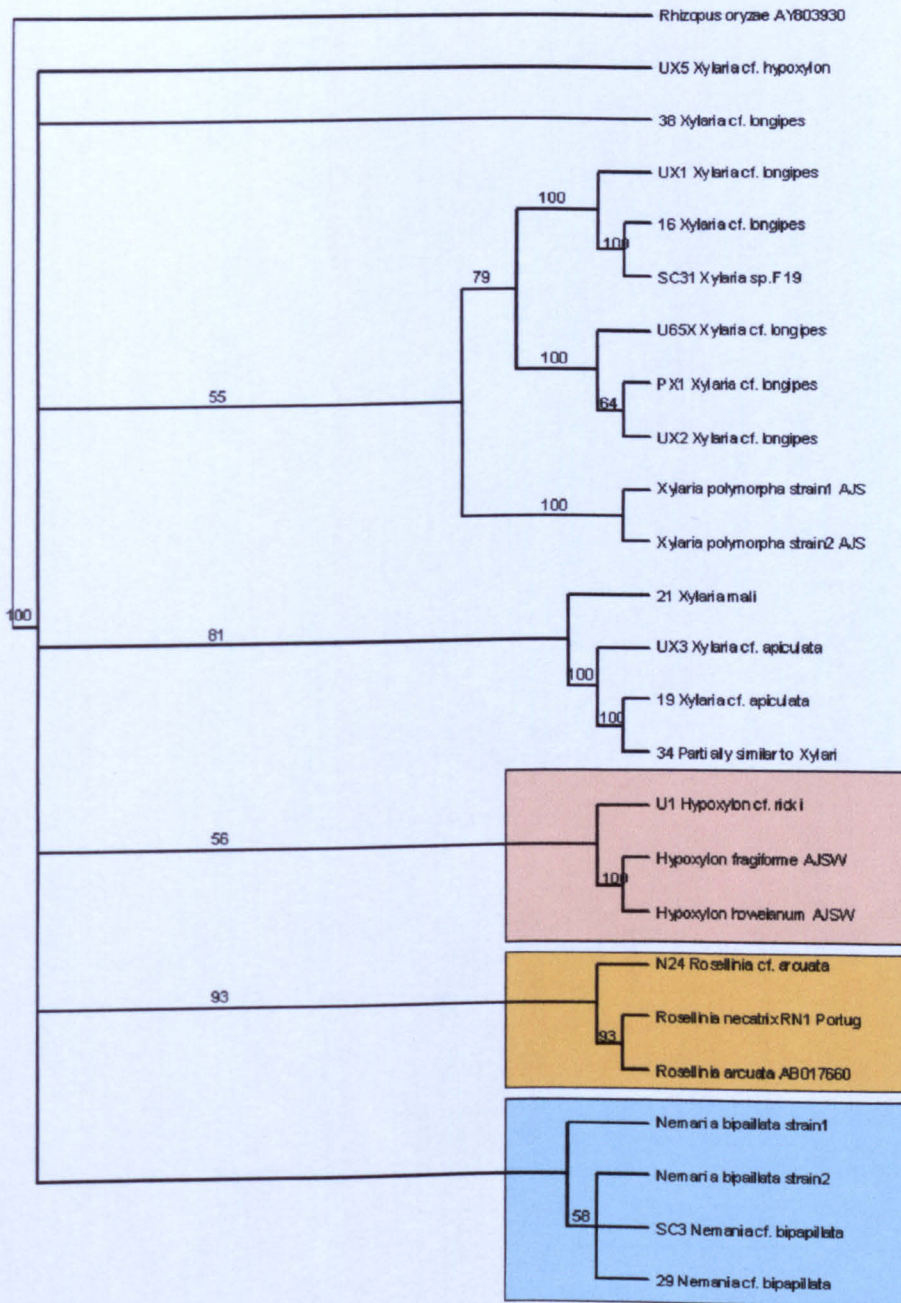 Rhizopus oryzae AY803930
UX5 Xylaria cf. hypoxylon
38 Xylaria cf. longipes
UX1 Xylaria cf. longipes
100
16 Xylaria cf. longipes
100
SC31 Xylaria sp.F19
79
U65X Xylaria cf. longipes
100
PX1 Xylaria cf. longipes
64
55
UX2 Xylaria cf. longipes
Xylaria polymorpha strain1 AJS
100
Xylaria polymorpha strain2 AJS
21 Xylaria mali
100
81
UX3 Xylaria cf. apiculata
100
19 Xylaria cf. apiculata
100
34 Partially similar to Xylari
U1 Hypoxylon cf. rickii
56
Hypoxylon fragiforme AJSW
100
Hypoxylon howeianum AJSW
N24 Rosellinia cf. arcuata
93
Rosellinia necatrix RN1 Portug
93
Rosellinia arcuata AB017660
Nemaria bipaillata strain1
Nemaria bipaillata strain2
58
SC3 Nemania cf. bipapillata
29 Nemania cf. bipapillata